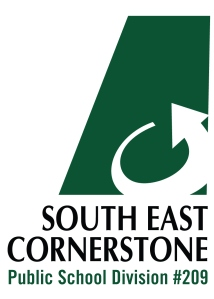 SOUTH EAST
CORNERSTONE
Public School Division #209